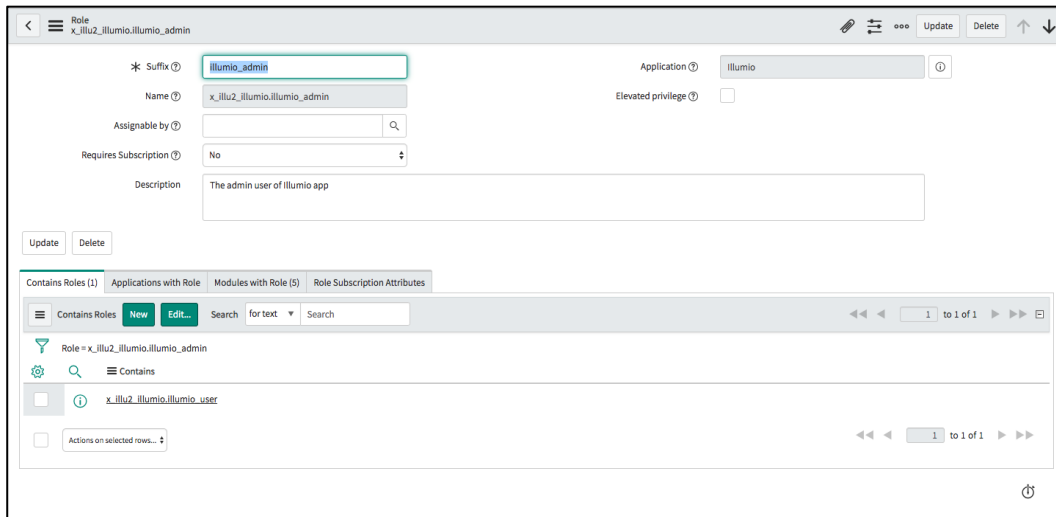 Role
x_illu2_illumio.illumio_admin
Update Delete
Suffix illumio_admin Application Illumio
Name x_illu2_illumio.illumio_admin Elevated privilege
Assignable by
Requires Subscription No
Description The admin user of Illumio app
Update Delete
Contains Roles (1) Applications with Role Modules with Role (5) Role Subscription Attributes
Contains Roles New Edit... Search for text Search 1 to 1 of 1
Role = x_illu2_illumio.illumio_admin
Contains
x_illu2_illumio.illumio_user
Actions on selected rows... 1 to 1 of 1